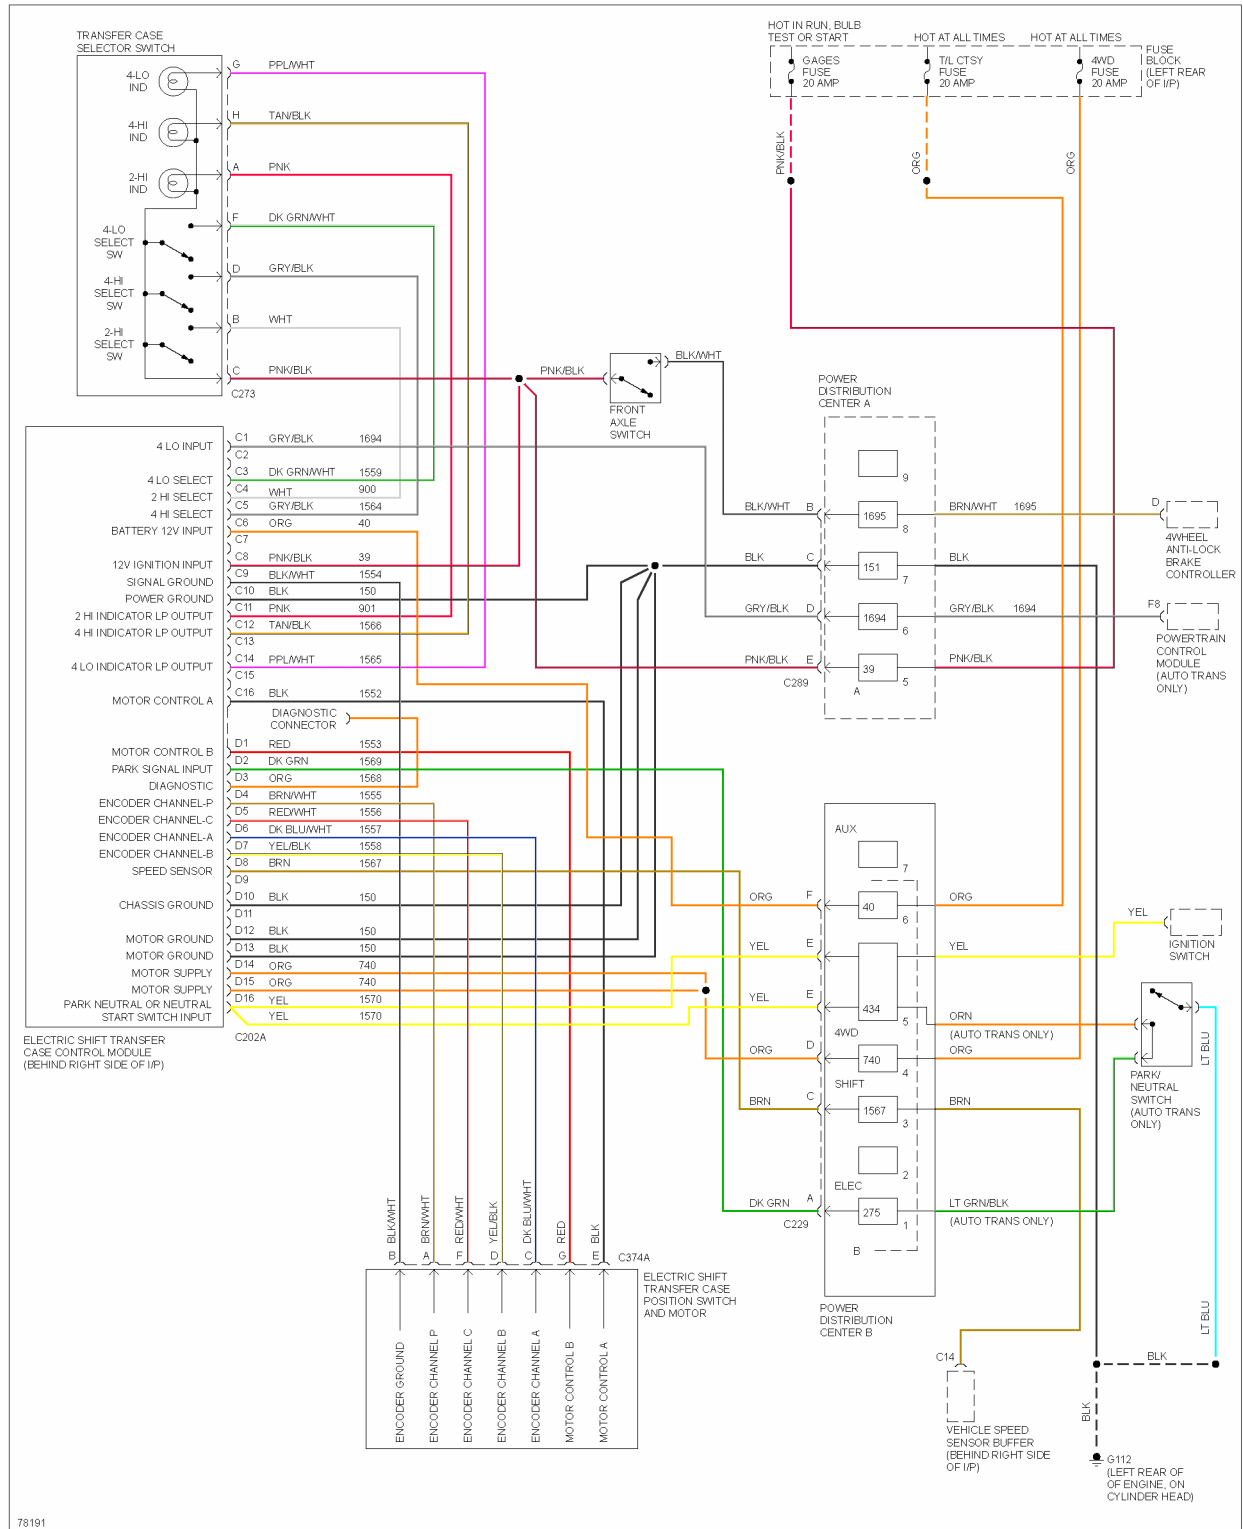 HOT IN RUN, BULB
TEST OR START
HOT AT ALL TIMES
HOT AT ALL TIMES
GAGES
FUSE
20 AMP
T/L CTSY
FUSE
20 AMP
4WD
FUSE
20 AMP
FUSE
BLOCK
(LEFT REAR
OF I/P)
PNK/BLK
ORG
ORG
TRANSFER CASE
SELECTOR SWITCH
4-LO
IND
4-HI
IND
2-HI
IND
4-LO
SELECT
SW
4-HI
SELECT
SW
2-HI
SELECT
SW
G PPL/WHT
H TAN/BLK
A PNK
F DK GRN/WHT
D GRY/BLK
B WHT
C PNK/BLK
C273
PNK/BLK
BLK/WHT
FRONT
AXLE
SWITCH
4 LO INPUT C1 GRY/BLK 1694
C2
4 LO SELECT C3 DK GRN/WHT 1559
2 HI SELECT C4 WHT 900
4 HI SELECT C5 GRY/BLK 1564
BATTERY 12V INPUT C6 ORG 40
C7
12V IGNITION INPUT C8 PNK/BLK 39
SIGNAL GROUND C9 BLK/WHT 1554
POWER GROUND C10 BLK 150
2 HI INDICATOR LP OUTPUT C11 PNK 901
4 HI INDICATOR LP OUTPUT C12 TAN/BLK 1566
C13
4 LO INDICATOR LP OUTPUT C14 PPL/WHT 1565
C15
MOTOR CONTROL A C16 BLK 1552
DIAGNOSTIC
CONNECTOR
MOTOR CONTROL B D1 RED 1553
PARK SIGNAL INPUT D2 DK GRN 1569
DIAGNOSTIC D3 ORG 1568
ENCODER CHANNEL-P D4 BRN/WHT 1555
ENCODER CHANNEL-C D5 RED/WHT 1556
ENCODER CHANNEL-A D6 DK BLU/WHT 1557
ENCODER CHANNEL-B D7 YEL/BLK 1558
SPEED SENSOR D8 BRN 1567
D9
CHASSIS GROUND D10 BLK 150
D11
MOTOR GROUND D12 BLK 150
MOTOR GROUND D13 BLK 150
MOTOR SUPPLY D14 ORG 740
MOTOR SUPPLY D15 ORG 740
PARK NEUTRAL OR NEUTRAL D16 YEL 1570
START SWITCH INPUT YEL 1570
C202A
ELECTRIC SHIFT TRANSFER
CASE CONTROL MODULE
(BEHIND RIGHT SIDE OF I/P)
POWER
DISTRIBUTION
CENTER A
9
BLK/WHT B 1695 8 BRN/WHT 1695 D
BLK C 151 7 BLK
GRY/BLK D 1694 6 GRY/BLK 1694 F8
PNK/BLK E 39 5 PNK/BLK
C289
A
4WHEEL
ANTI-LOCK
BRAKE
CONTROLLER
POWERTRAIN
CONTROL
MODULE
(AUTO TRANS
ONLY)
AUX
7
ORG F 40 6 ORG
YEL E YEL
YEL E 434 5 ORN
(AUTO TRANS ONLY)
4WD
ORG D 740 4 ORG
SHIFT
BRN C 1567 3 BRN
2
ELEC
DK GRN A 275 1 LT GRN/BLK
(AUTO TRANS ONLY)
C229
B
POWER
DISTRIBUTION
CENTER B
YEL
IGNITION
SWITCH
PARK/
NEUTRAL
SWITCH
(AUTO TRANS
ONLY)
LT BLU
LT BLU
BLK/WHT
BRN/WHT
RED/WHT
YEL/BLK
DK BLU/WHT
RED
BLK
B A F D C G E C374A
ENCODER GROUND
ENCODER CHANNEL P
ENCODER CHANNEL C
ENCODER CHANNEL B
ENCODER CHANNEL A
MOTOR CONTROL B
MOTOR CONTROL A
ELECTRIC SHIFT
TRANSFER CASE
POSITION SWITCH
AND MOTOR
C14
VEHICLE SPEED
SENSOR BUFFER
(BEHIND RIGHT SIDE
OF I/P)
BLK
BLK
G112
(LEFT REAR OF
OF ENGINE, ON
CYLINDER HEAD)
78191